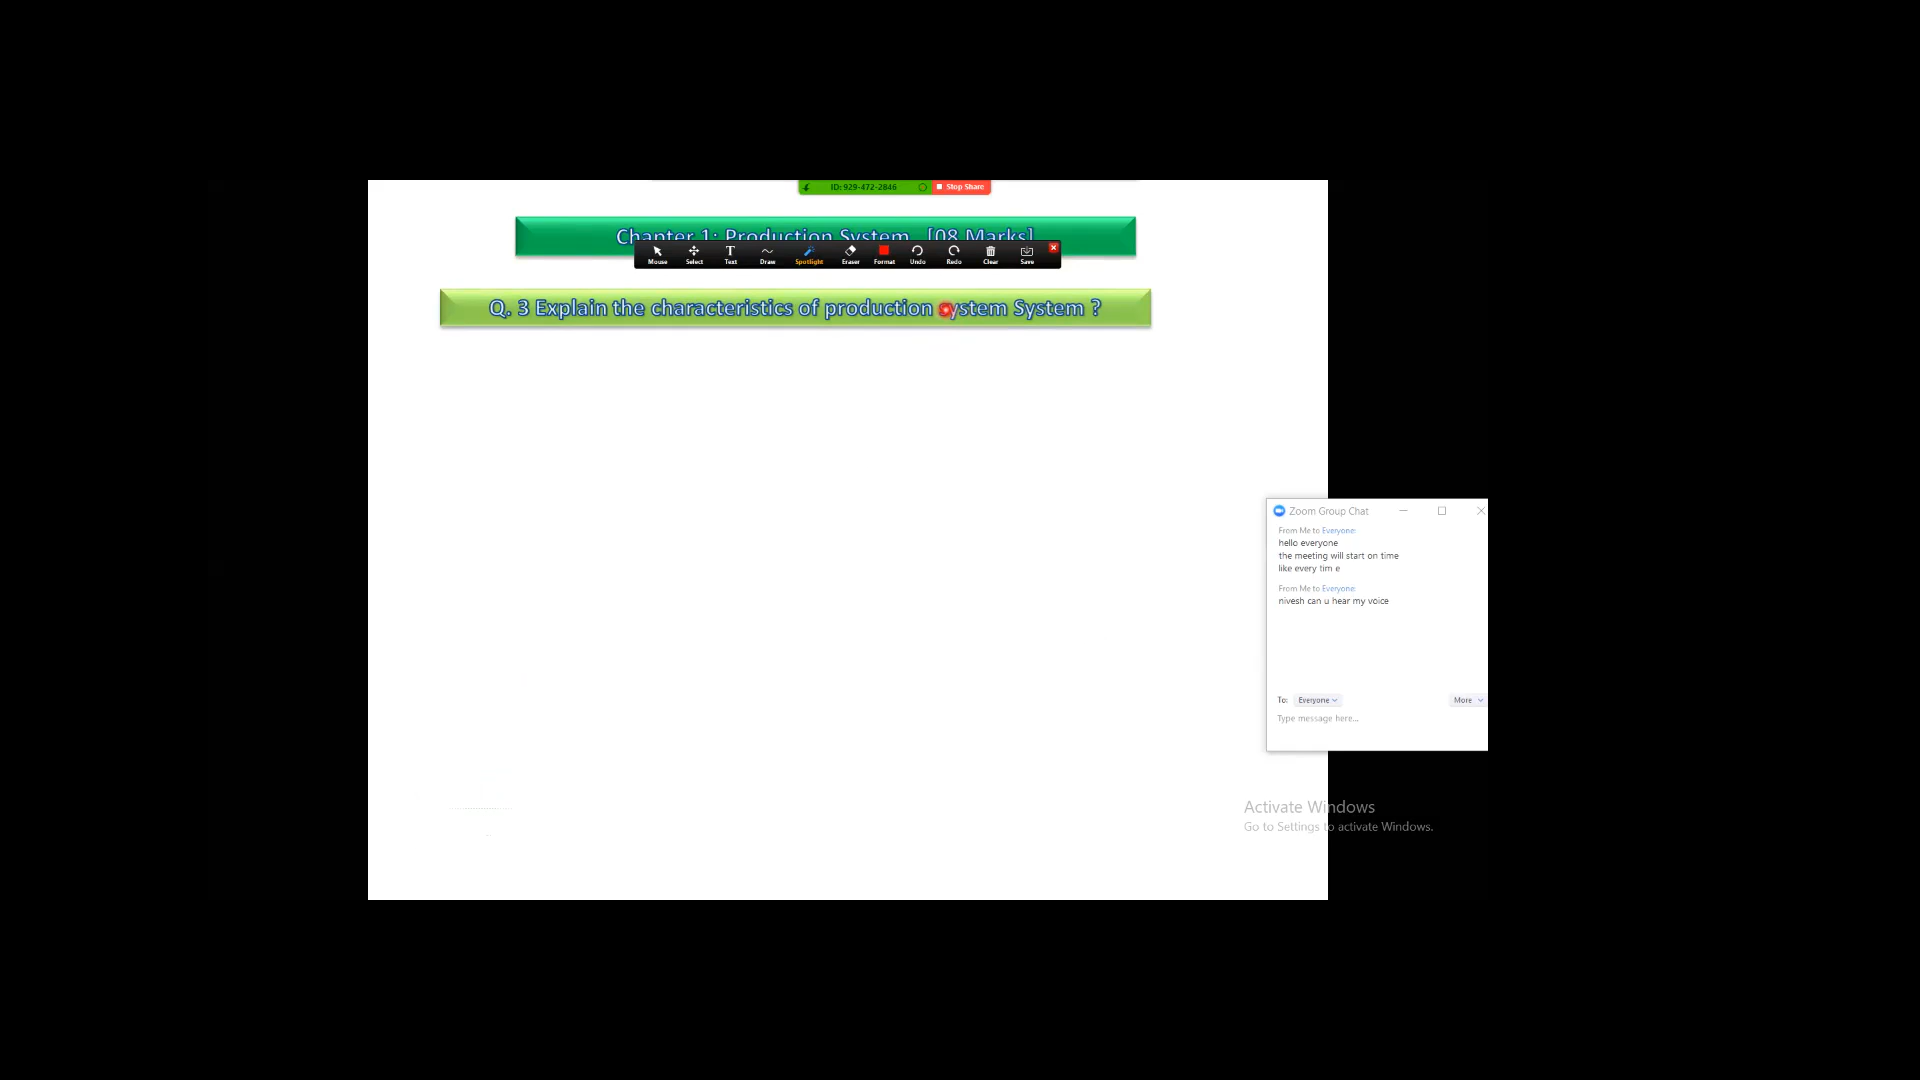 ID: 929-472-2846
Stop Share
Chapter 1: Production System [08 Marks]
Mouse
Select
Text
Draw
Spotlight
Eraser
Format
Undo
Redo
Clear
Save
Q. 3 Explain the characteristics of production system System ?
Zoom Group Chat
From Me to Everyone:
hello everyone
the meeting will start on time
like every tim e
From Me to Everyone:
nivesh can u hear my voice
To: Everyone
More
Type message here...
Activate Windows
Go to Settings to activate Windows.